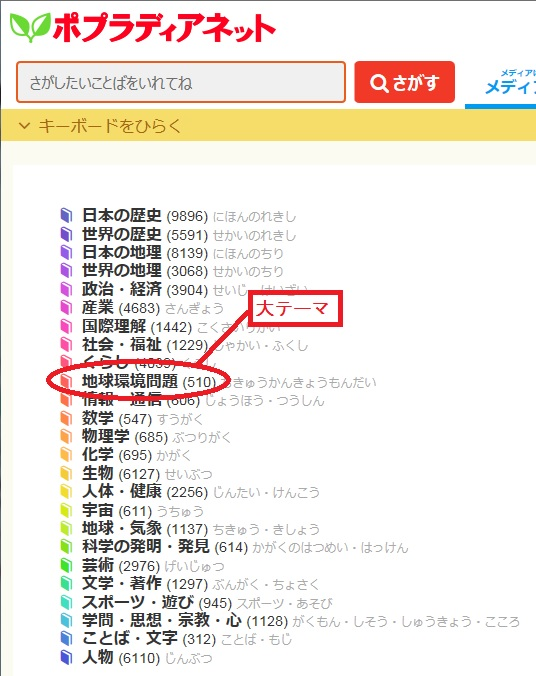 ポプラディアネット
さがしたいことばをいれてね
さがす
メディア
メディア
キーボードをひらく
日本の歴史 (9896) にほんのれきし
世界の歴史 (5591) せかいのれきし
日本の地理 (8139) にほんのちり
世界の地理 (3068) せかいのちり
政治・経済 (3904) せいじ・けいざい
産業 (4683) さんぎょう
大テーマ
国際理解 (1442) こくさいりかい
社会・福祉 (1229) しゃかい・ふくし
くらし
地球環境問題 (510) ちきゅうかんきょうもんだい
情報・通信 (606) じょうほう・つうしん
数学 (547) すうがく
物理学 (685) ぶつりがく
化学 (695) かがく
生物 (6127) せいぶつ
人体・健康 (2256) じんたい・けんこう
宇宙 (611) うちゅう
地球・気象 (1137) ちきゅう・きしょう
科学の発明・発見 (614) かがくのはつめい・はっけん
芸術 (2976) げいじゅつ
文学・著作 (1297) ぶんがく・ちょさく
スポーツ・遊び (945) スポーツ・あそび
学問・思想・宗教・心 (1128) がくもん・しそう・しゅうきょう・こころ
ことば・文字 (312) ことば・もじ
人物 (6110) じんぶつ